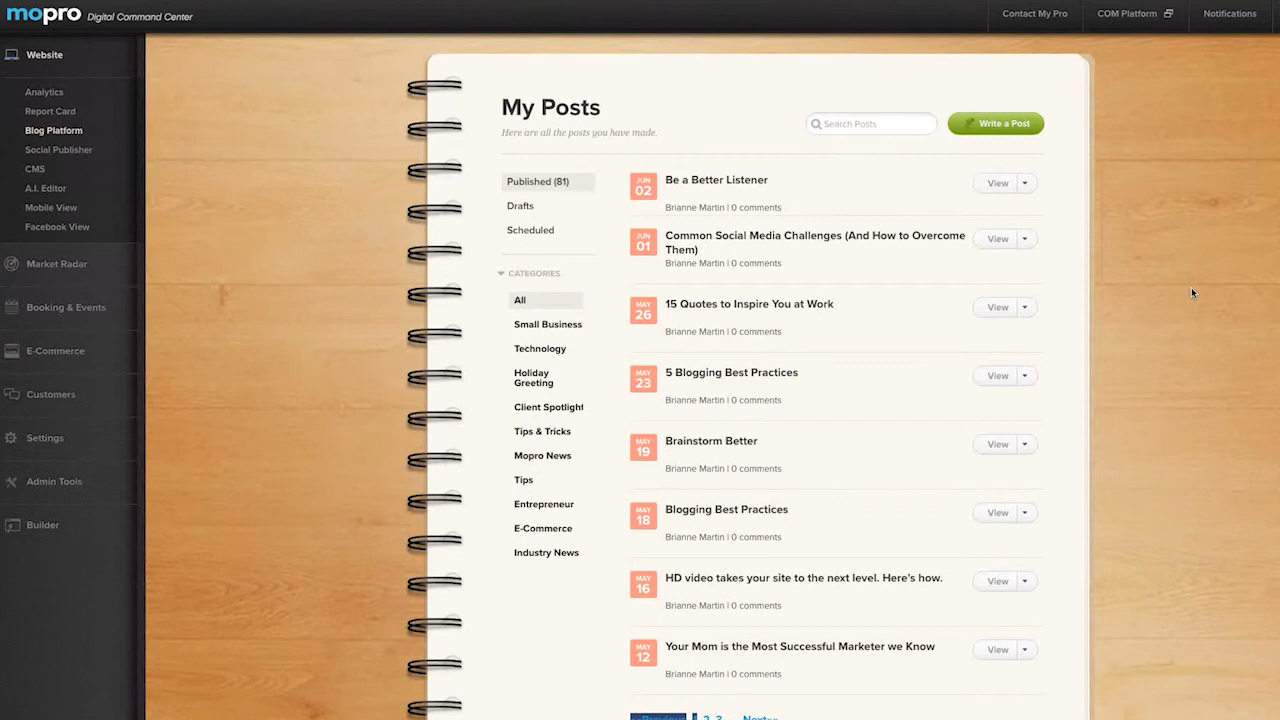 mopro Digital Command Center
Contact My Pro
COM Platform
Notifications
Website
Analytics
Report Card
Blog Platform
Social Publisher
CMS
A.I. Editor
Mobile View
Facebook View
Market Radar
Booking & Events
E-Commerce
Customers
Settings
Admin Tools
Builder
My Posts
Here are all the posts you have made.
Search Posts
Write a Post
Published (81)
Drafts
Scheduled
CATEGORIES
All
Small Business
Technology
Holiday
Greeting
Client Spotlight
Tips & Tricks
Mopro News
Tips
Entrepreneur
E-Commerce
Industry News
JUN
02
Be a Better Listener
Brianne Martin | 0 comments
View
JUN
01
Common Social Media Challenges (And How to Overcome
Them)
Brianne Martin | 0 comments
View
MAY
26
15 Quotes to Inspire You at Work
Brianne Martin | 0 comments
View
MAY
23
5 Blogging Best Practices
Brianne Martin | 0 comments
View
MAY
19
Brainstorm Better
Brianne Martin | 0 comments
View
MAY
18
Blogging Best Practices
Brianne Martin | 0 comments
View
MAY
16
HD video takes your site to the next level. Here's how.
Brianne Martin | 0 comments
View
MAY
12
Your Mom is the Most Successful Marketer we Know
Brianne Martin | 0 comments
View
Previous 2 3 ... Next